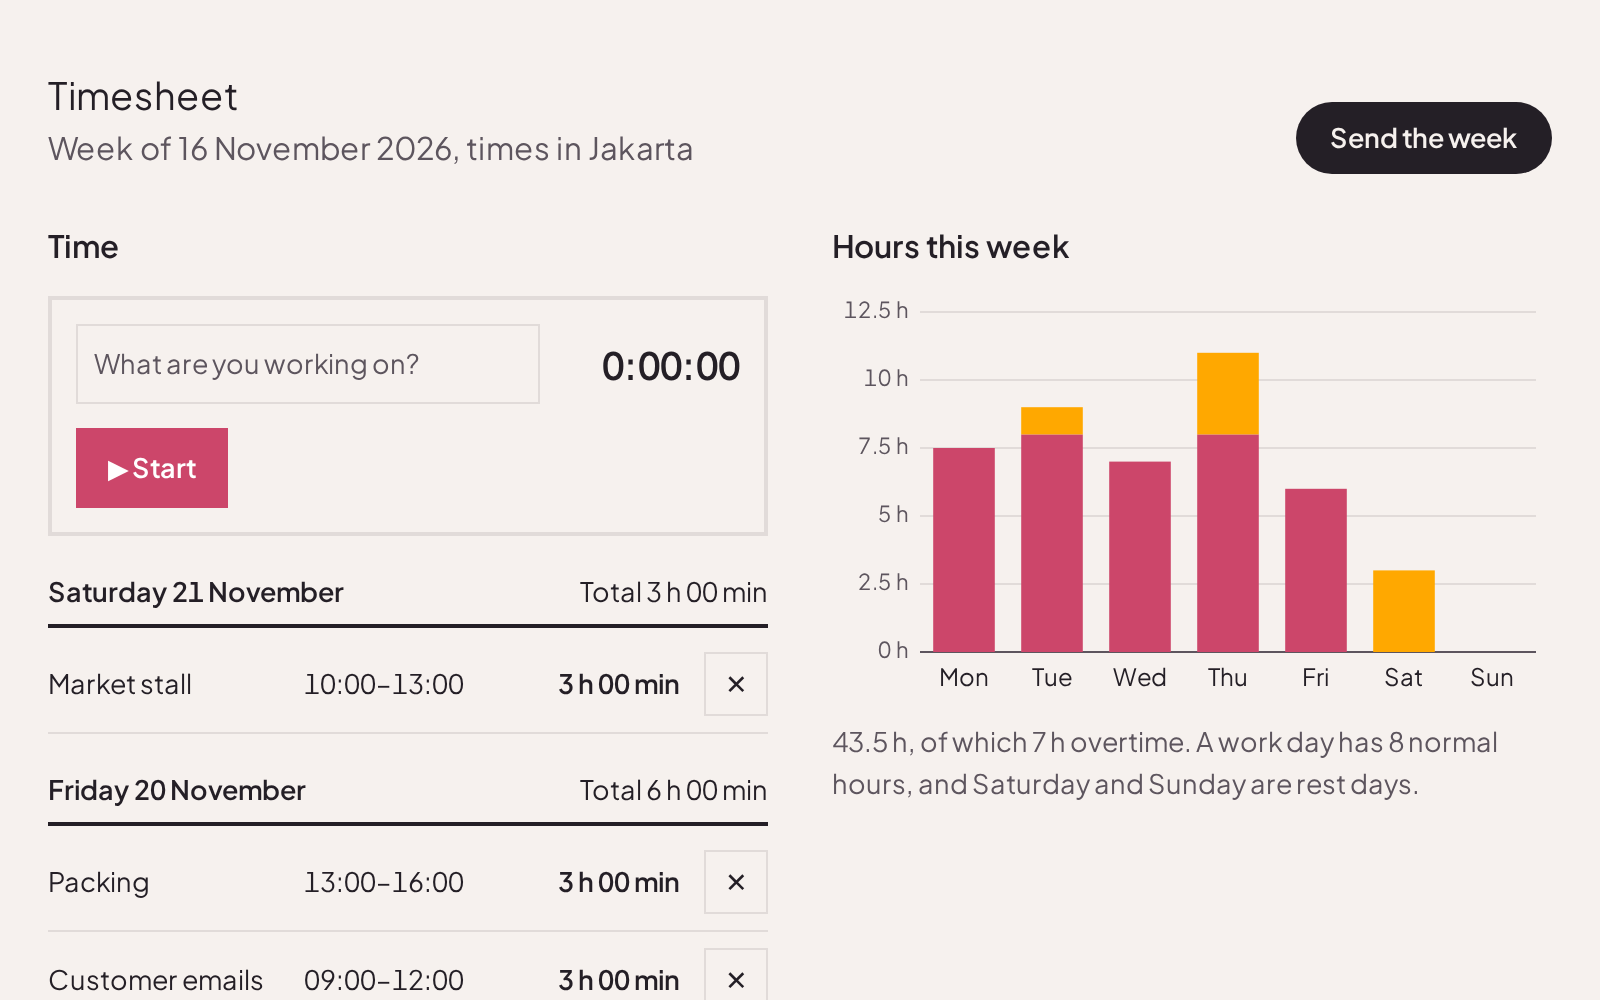 Timesheet
Week of 16 November 2026, times in Jakarta
Send the week
Time
What are you working on?
0:00:00
▶ Start
Saturday 21 November
Total 3 h 00 min
Market stall
10:00–13:00
3 h 00 min
✕
Friday 20 November
Total 6 h 00 min
Packing
13:00–16:00
3 h 00 min
✕
Customer emails
09:00–12:00
3 h 00 min
✕
Hours this week
12.5 h
10 h
7.5 h
5 h
2.5 h
0 h
Mon
Tue
Wed
Thu
Fri
Sat
Sun
43.5 h, of which 7 h overtime. A work day has 8 normal
hours, and Saturday and Sunday are rest days.